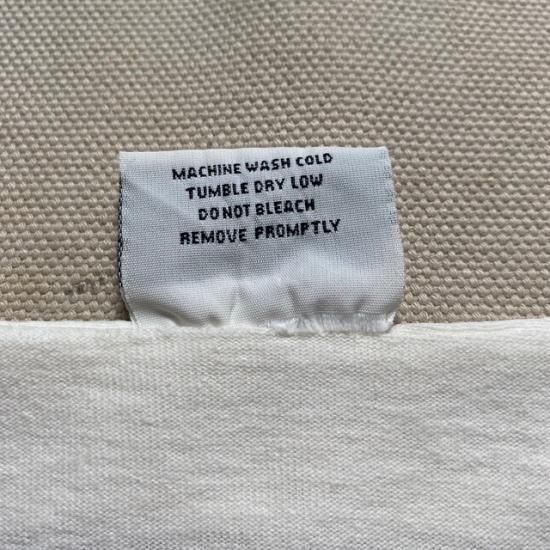 MACHINE WASH COLD
TUMBLE DRY LOW
DO NOT BLEACH
REMOVE PROMPTLY